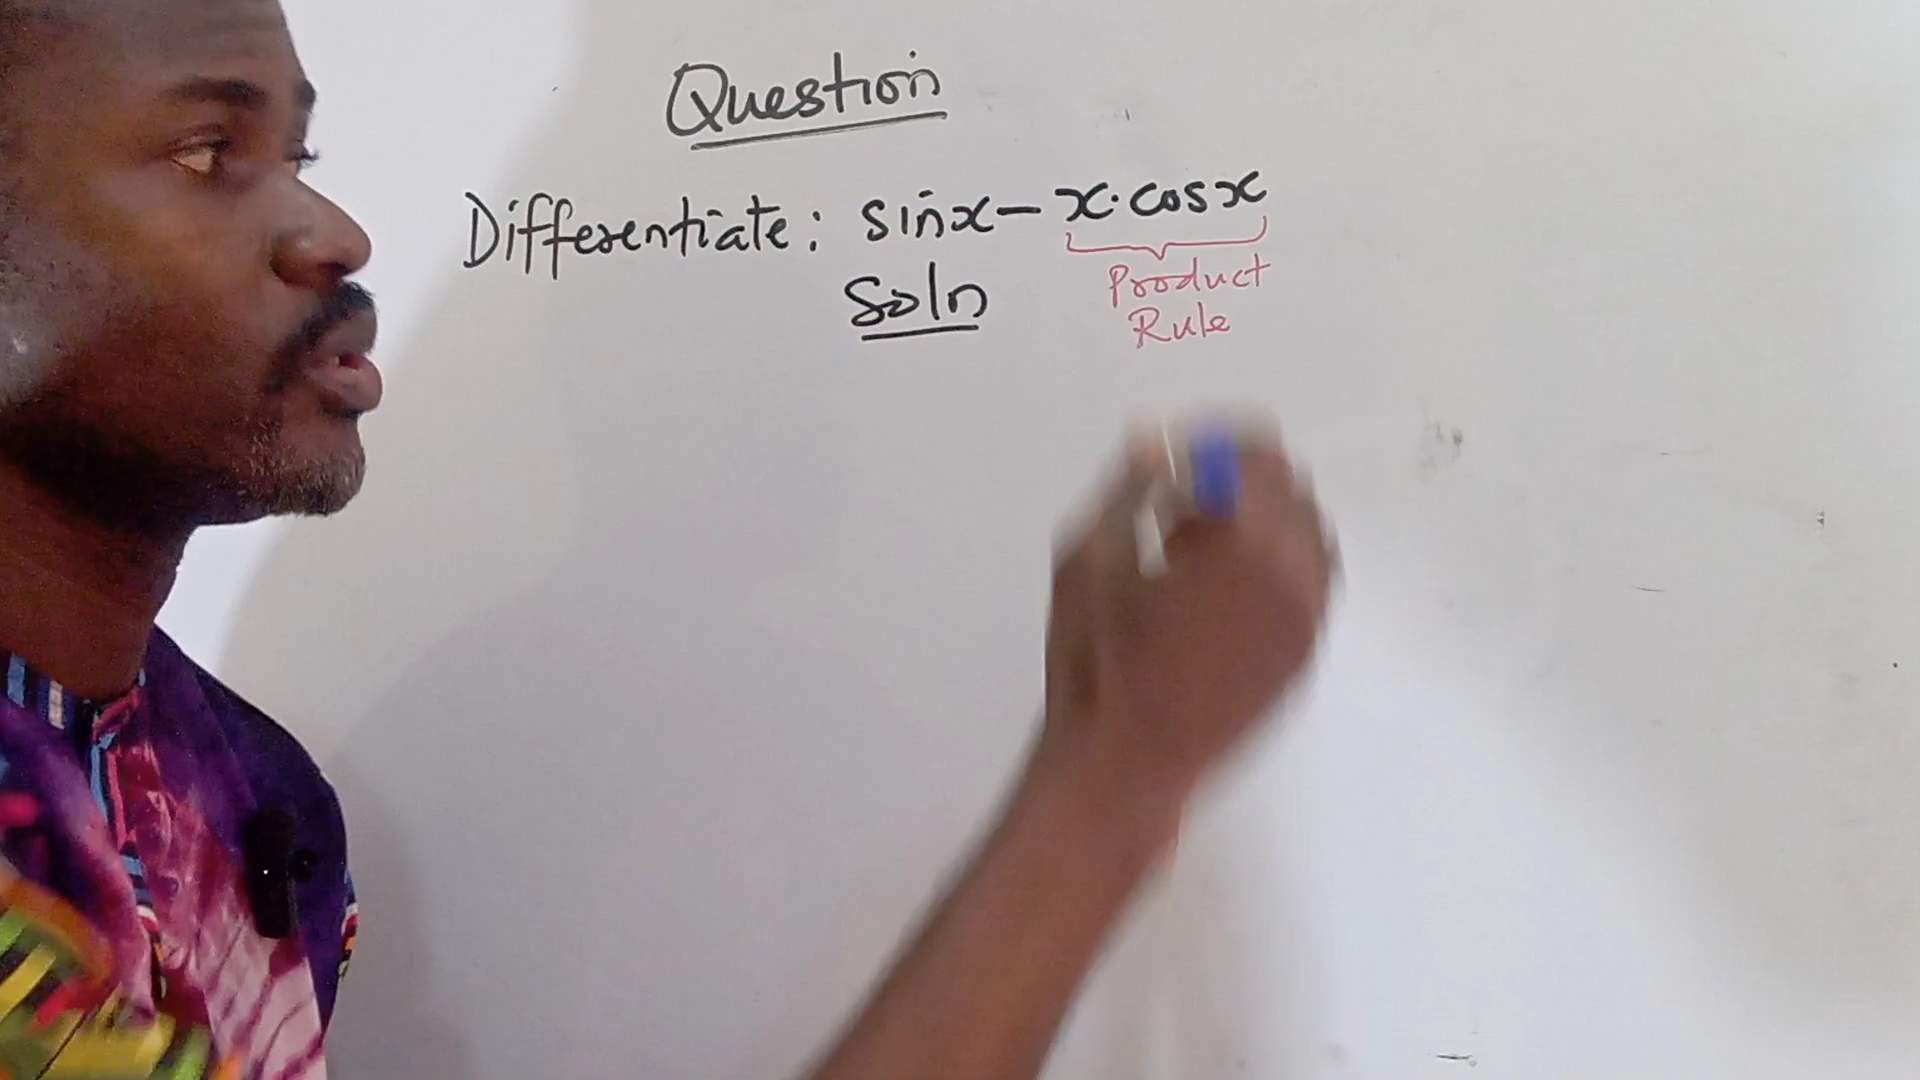 Question
Differentiate: sinx - x·cosx
Product
Rule
Soln